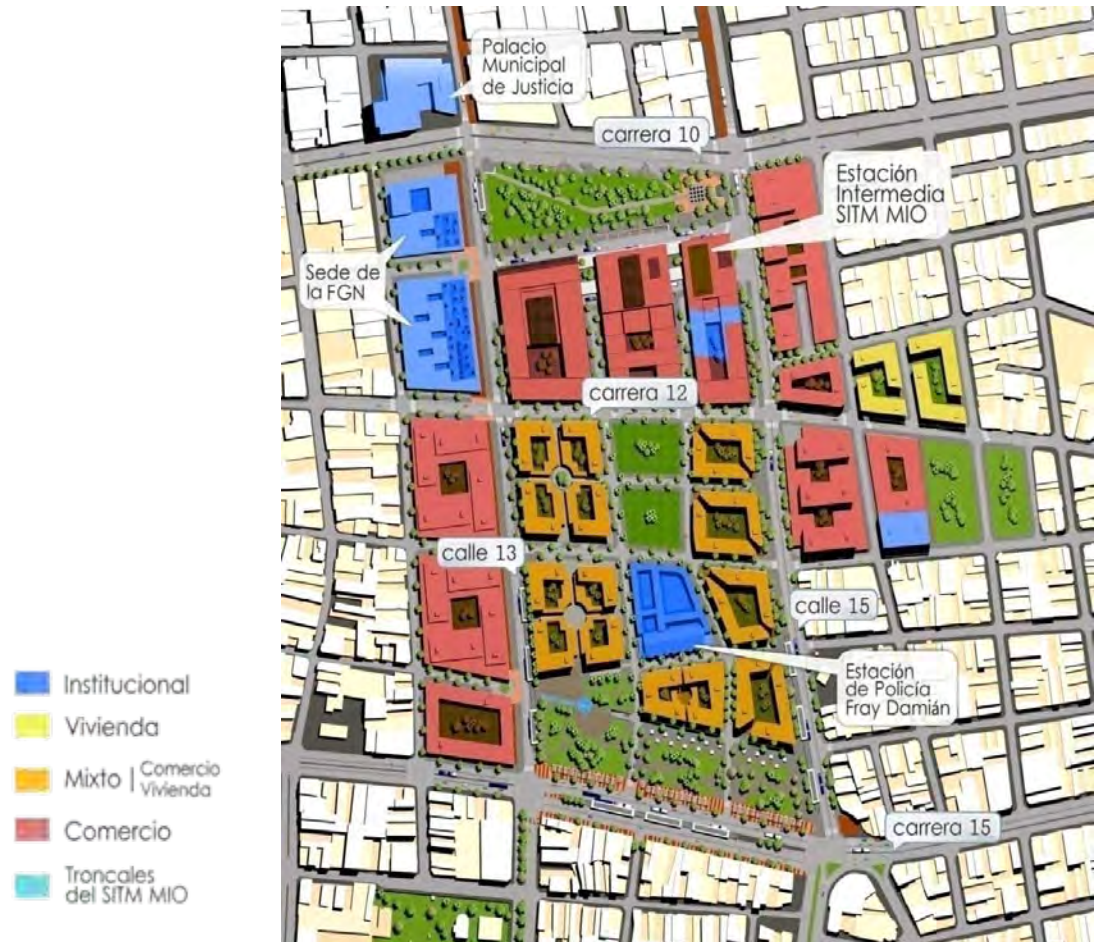 Palacio
Municipal
de Justicia
carrera 10
Estación
Intermedia
SITM MIO
Sede de
la FGN
carrera 12
calle 13
calle 15
Estación
de Policía
Fray Damián
carrera 15
Institucional
Vivienda
Mixto | Comercio
Vivienda
Comercio
Troncales
del SITM MIO